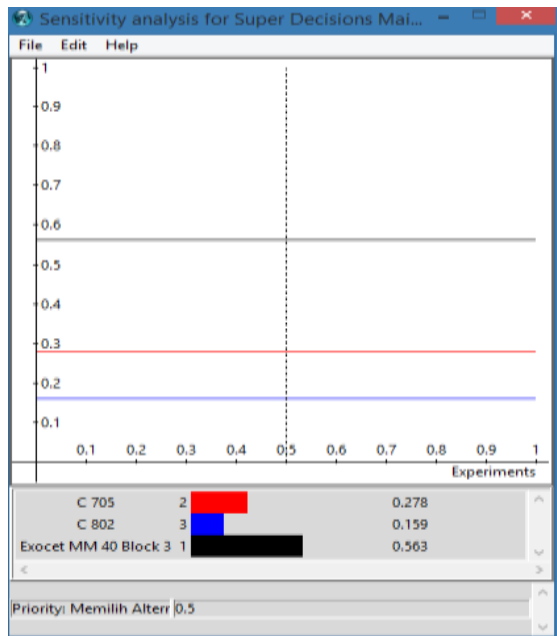 Sensitivity analysis for Super Decisions Mai...
File Edit Help
1
0.9
0.8
0.7
0.6
0.5
0.4
0.3
0.2
0.1
0.1 0.2 0.3 0.4 0.5 0.6 0.7 0.8 0.9 1
Experiments
C 705 2 0.278
C 802 3 0.159
Exocet MM 40 Block 3 1 0.563
Priority: Memilih Alterr 0.5